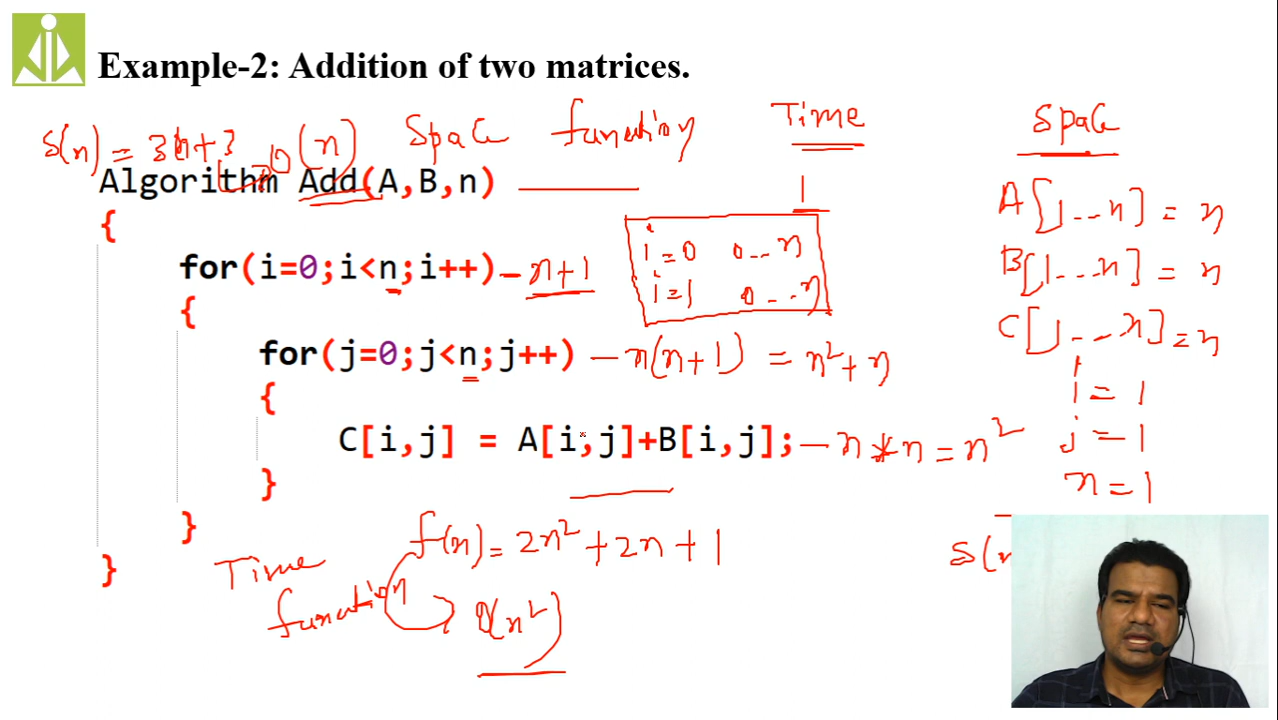 Example-2: Addition of two matrices.
S(n) = 3n+3 O(n) Space function Time Space
Algorithm Add(A,B,n) 1
A[1--n] = n
{
for(i=0;i<n;i++) - n+1
i=0 0--n
i=1 0--n
B[1--n] = n
{
C[1--n] = n
for(j=0;j<n;j++) - n(n+1) = n²+n
i = 1
{
C[i,j] = A[i,j]+B[i,j]; - n*n = n²
j = 1
}
n = 1
}
Time function f(n) = 2n²+2n+1
}
O(n²)